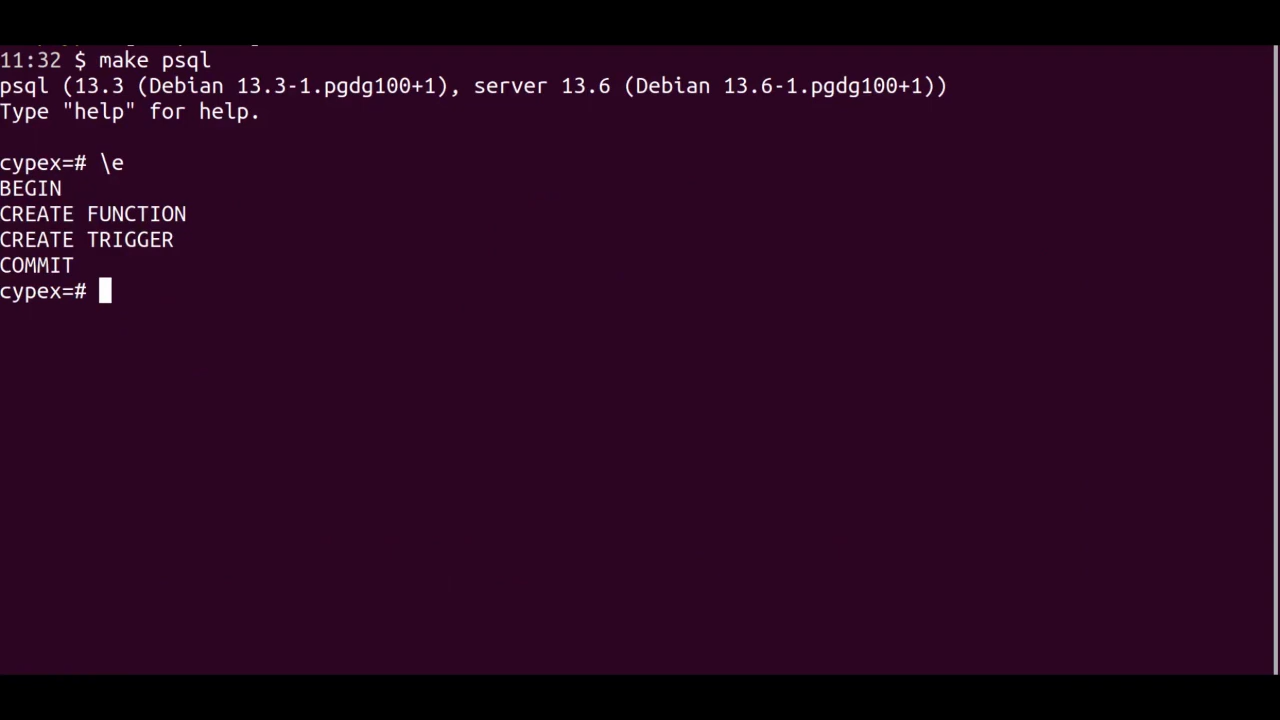 11:32 $ make psql
psql (13.3 (Debian 13.3-1.pgdg100+1), server 13.6 (Debian 13.6-1.pgdg100+1))
Type "help" for help.
cypex=# \e
BEGIN
CREATE FUNCTION
CREATE TRIGGER
COMMIT
cypex=#